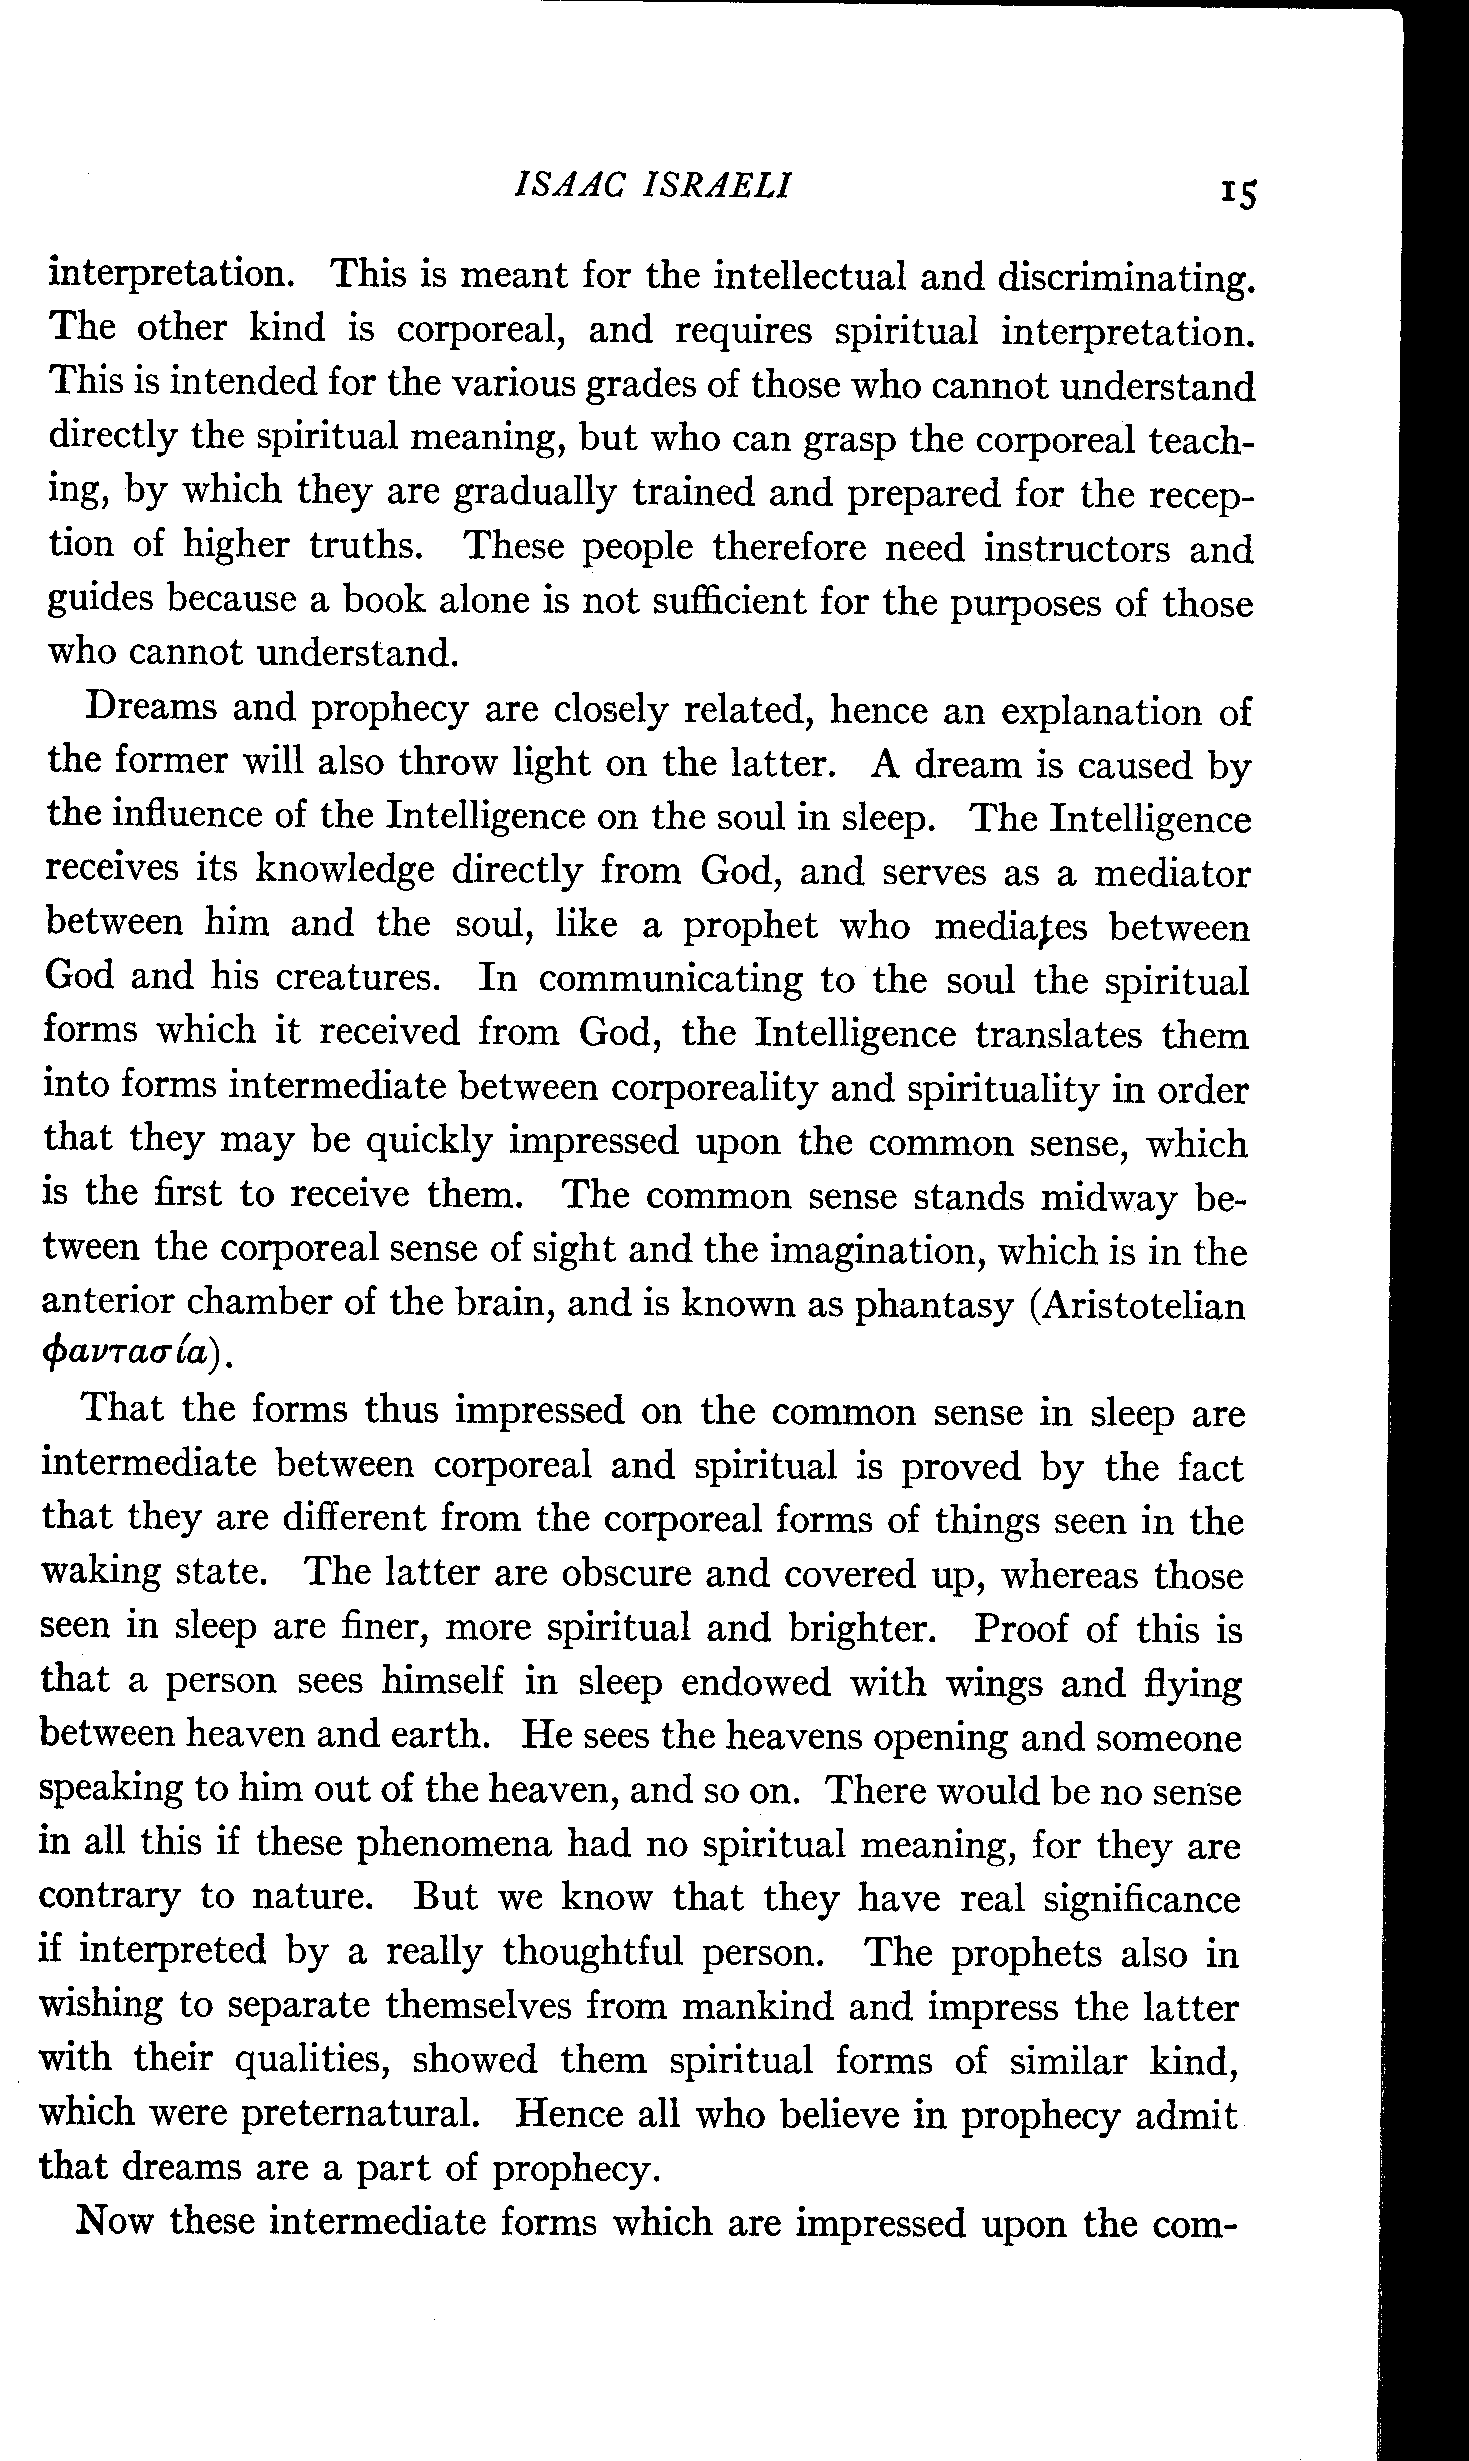 ISAAC ISRAELI 15
interpretation. This is meant for the intellectual and discriminating.
The other kind is corporeal, and requires spiritual interpretation.
This is intended for the various grades of those who cannot understand
directly the spiritual meaning, but who can grasp the corporeal teach-
ing, by which they are gradually trained and prepared for the recep-
tion of higher truths. These people therefore need instructors and
guides because a book alone is not sufficient for the purposes of those
who cannot understand.
Dreams and prophecy are closely related, hence an explanation of
the former will also throw light on the latter. A dream is caused by
the influence of the Intelligence on the soul in sleep. The Intelligence
receives its knowledge directly from God, and serves as a mediator
between him and the soul, like a prophet who mediates between
God and his creatures. In communicating to the soul the spiritual
forms which it received from God, the Intelligence translates them
into forms intermediate between corporeality and spirituality in order
that they may be quickly impressed upon the common sense, which
is the first to receive them. The common sense stands midway be-
tween the corporeal sense of sight and the imagination, which is in the
anterior chamber of the brain, and is known as phantasy (Aristotelian
φαντασία).
That the forms thus impressed on the common sense in sleep are
intermediate between corporeal and spiritual is proved by the fact
that they are different from the corporeal forms of things seen in the
waking state. The latter are obscure and covered up, whereas those
seen in sleep are finer, more spiritual and brighter. Proof of this is
that a person sees himself in sleep endowed with wings and flying
between heaven and earth. He sees the heavens opening and someone
speaking to him out of the heaven, and so on. There would be no sense
in all this if these phenomena had no spiritual meaning, for they are
contrary to nature. But we know that they have real significance
if interpreted by a really thoughtful person. The prophets also in
wishing to separate themselves from mankind and impress the latter
with their qualities, showed them spiritual forms of similar kind,
which were preternatural. Hence all who believe in prophecy admit
that dreams are a part of prophecy.
Now these intermediate forms which are impressed upon the com-